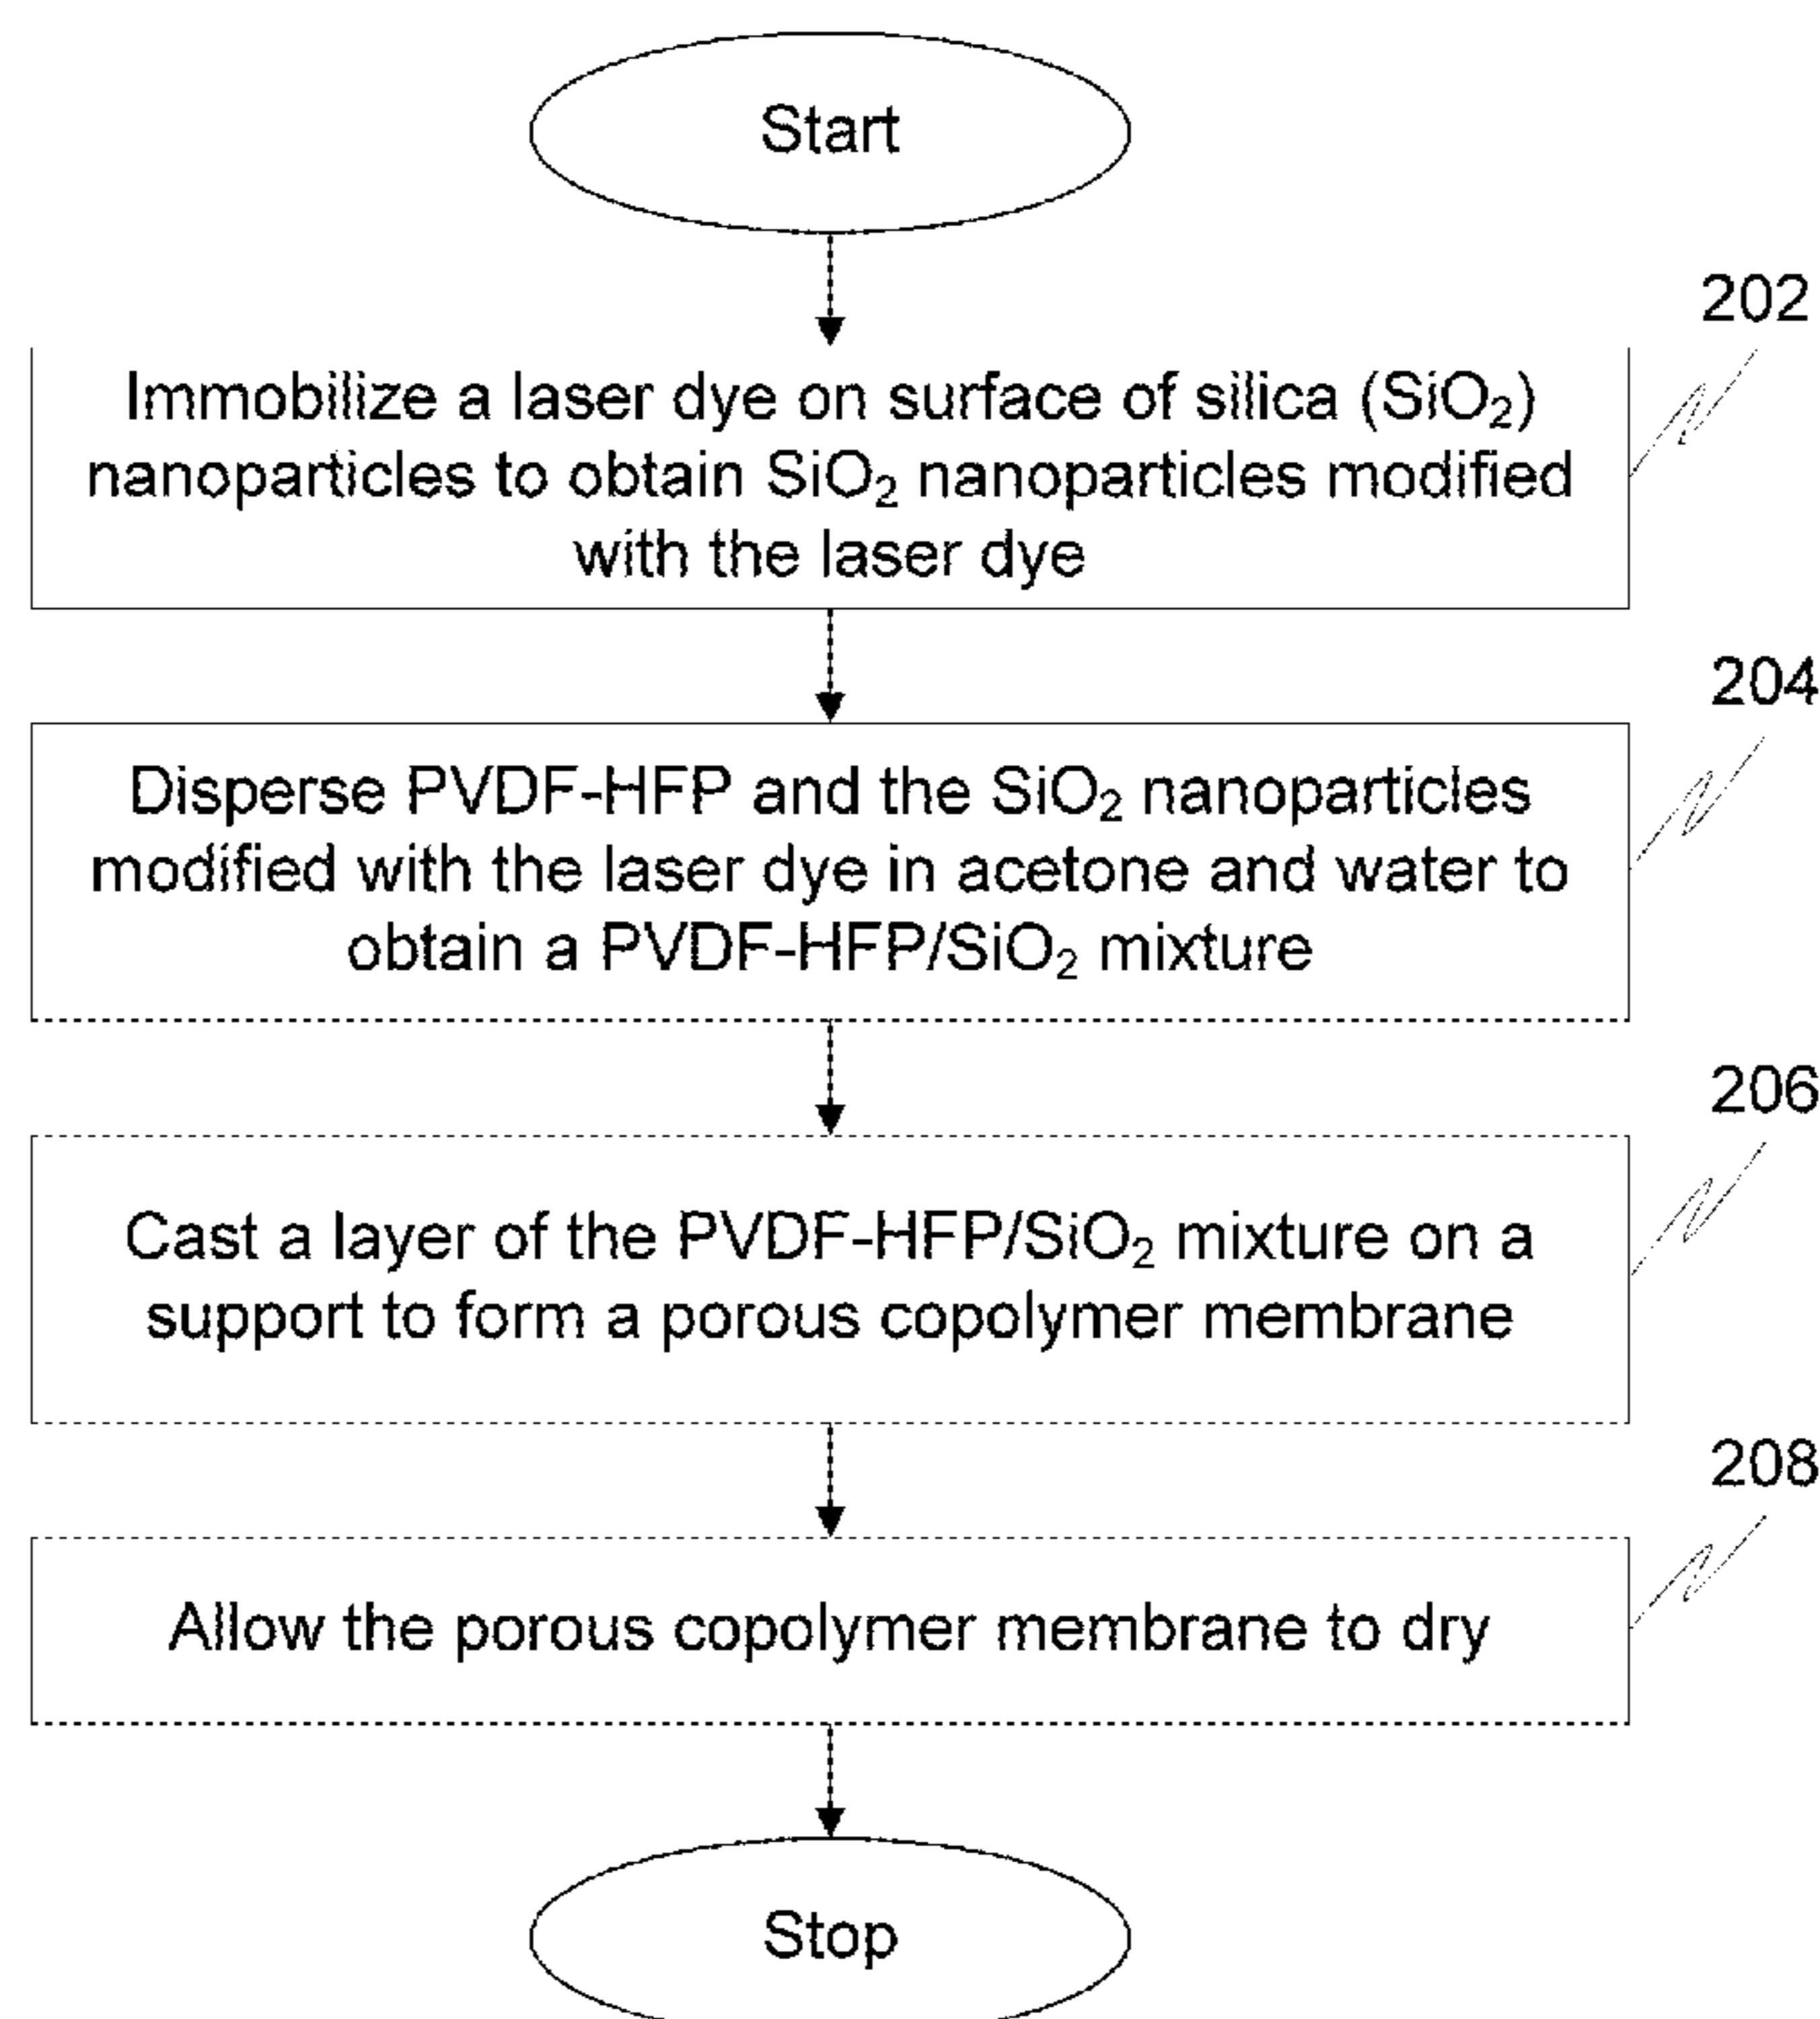 Start
202
Immobilize a laser dye on surface of silica (SiO₂)
nanoparticles to obtain SiO₂ nanoparticles modified
with the laser dye
204
Disperse PVDF-HFP and the SiO₂ nanoparticles
modified with the laser dye in acetone and water to
obtain a PVDF-HFP/SiO₂ mixture
206
Cast a layer of the PVDF-HFP/SiO₂ mixture on a
support to form a porous copolymer membrane
208
Allow the porous copolymer membrane to dry
Stop